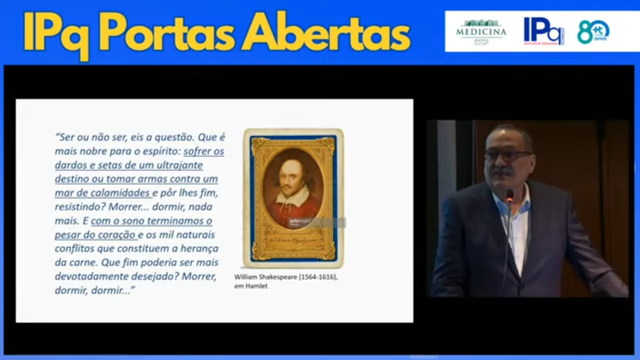 IPq Portas Abertas
MEDICINA
USP
IPq
80
"Ser ou não ser, eis a questão. Que é
mais nobre para o espírito: sofrer os
dardos e setas de um ultrajante
destino ou tomar armas contra um
mar de calamidades e pôr lhes fim,
resistindo? Morrer... dormir, nada
mais. E com o sono terminamos o
pesar do coração e os mil naturais
conflitos que constituem a herança
da carne. Que fim poderia ser mais
devotadamente desejado? Morrer,
dormir, dormir..."
William Shakespeare (1564-1616),
em Hamlet